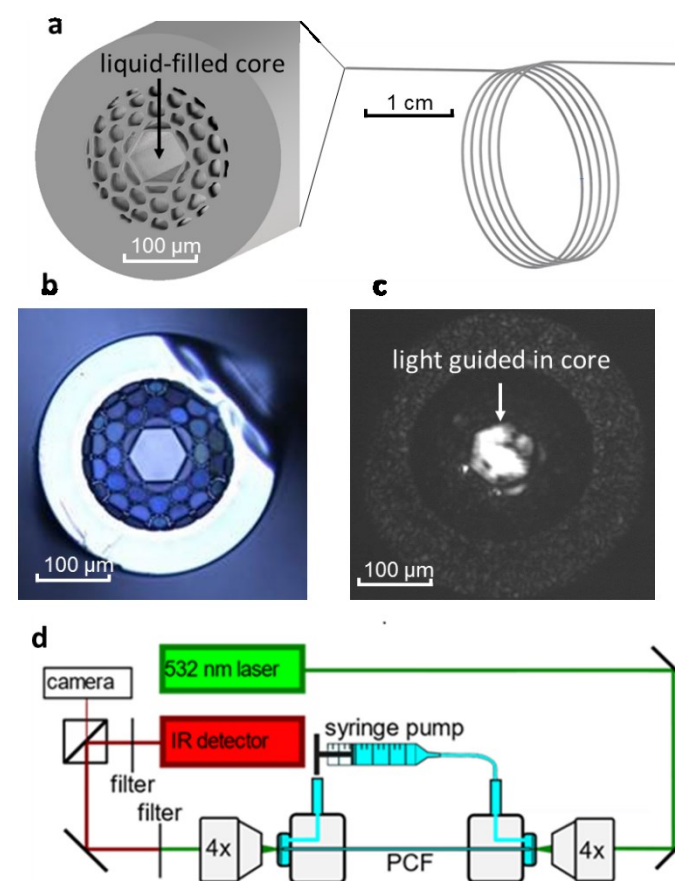 a
liquid-filled core
1 cm
100 µm
b
c
light guided in core
100 µm
100 µm
d
532 nm laser
camera
IR detector
syringe pump
filter
filter
4x
PCF
4x